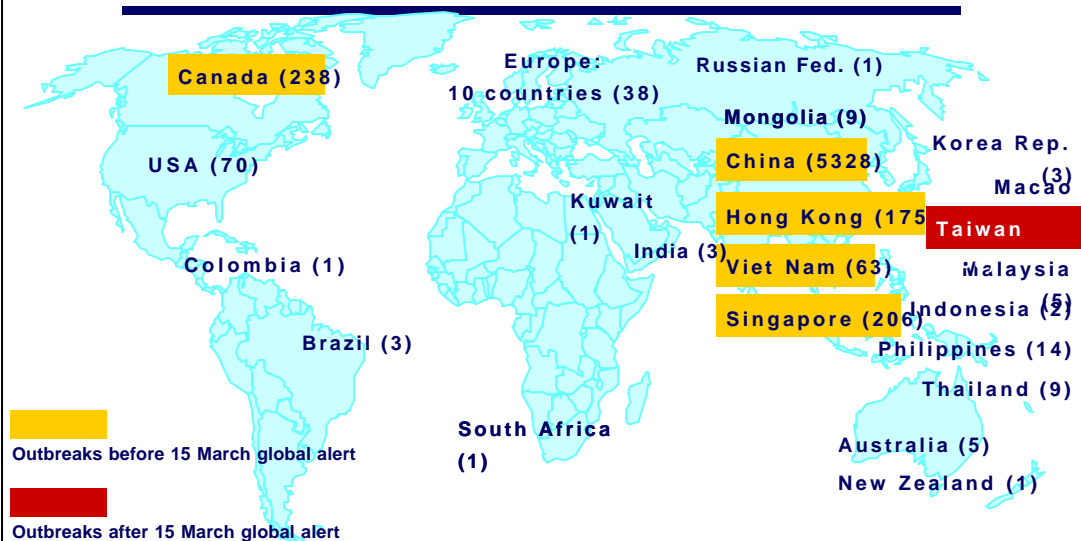 Canada (238)
Europe:
10 countries (38)
Russian Fed. (1)
Mongolia (9)
USA (70)
China (5328)
Korea Rep.
(3)
Macao
Kuwait
(1)
Hong Kong (175
Taiwan
India (3)
Colombia (1)
Viet Nam (63)
Malaysia
(5)
Singapore (206)
Indonesia (2)
Brazil (3)
Philippines (14)
Thailand (9)
South Africa
(1)
Australia (5)
New Zealand (1)
Outbreaks before 15 March global alert
Outbreaks after 15 March global alert